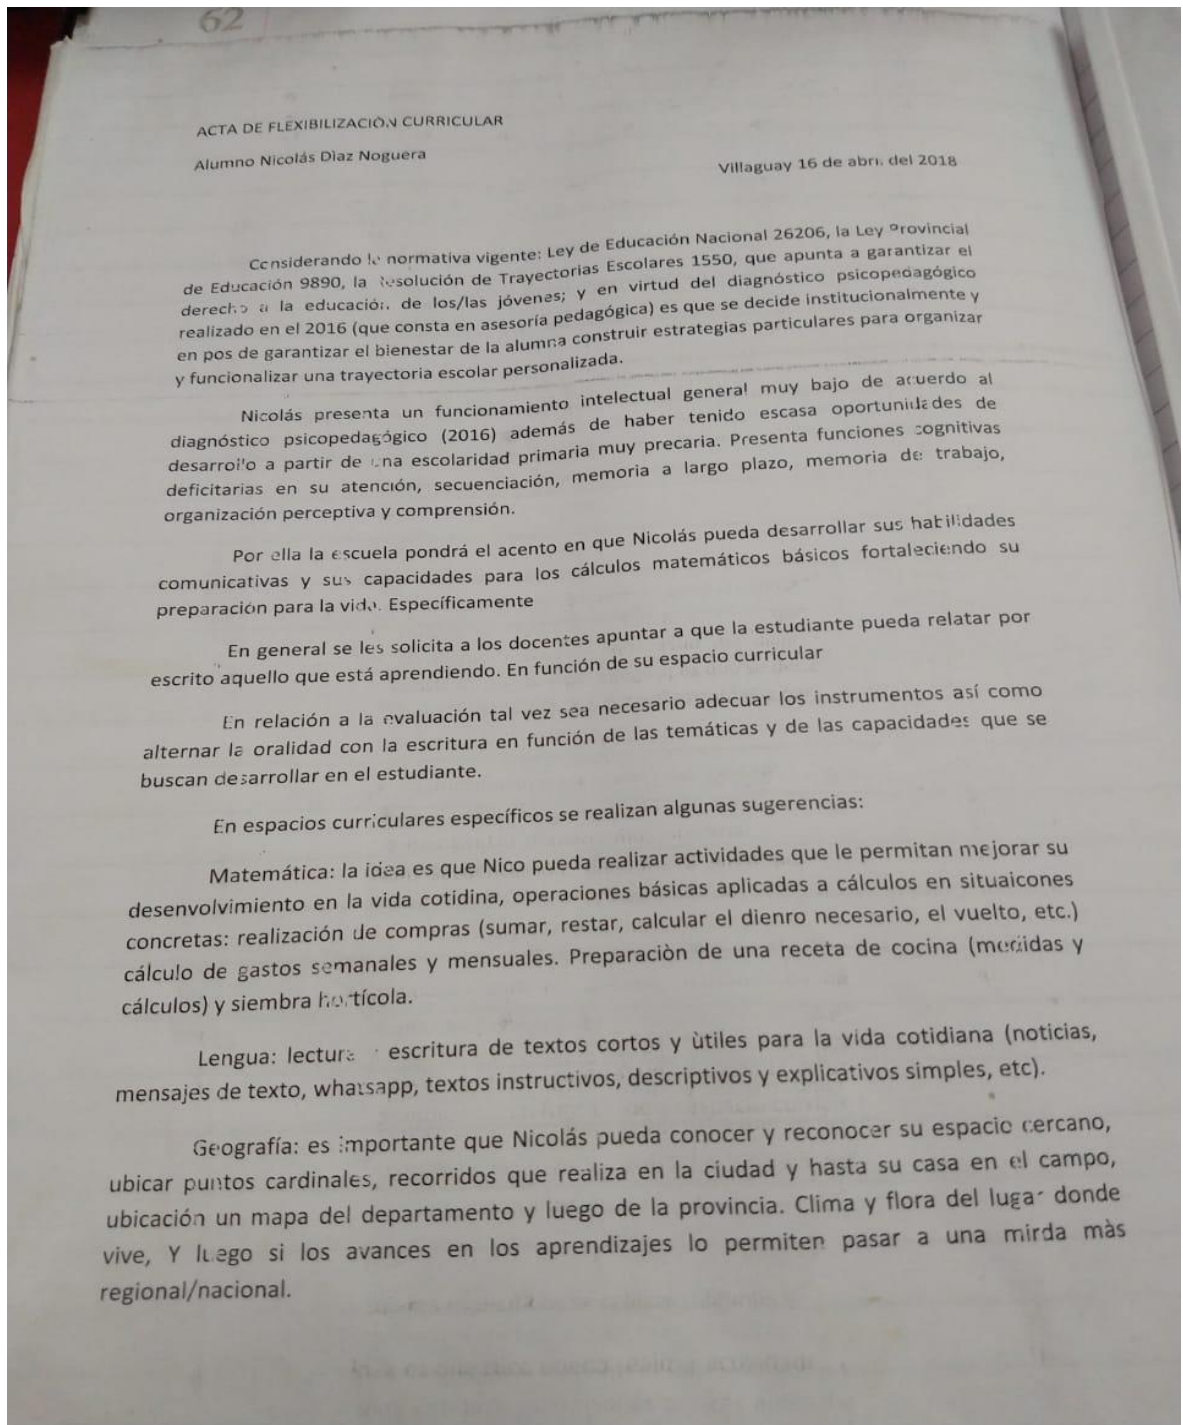 62
ACTA DE FLEXIBILIZACIÓN CURRICULAR
Alumno Nicolás Dìaz Noguera
Villaguay 16 de abril del 2018
Considerando la normativa vigente: Ley de Educación Nacional 26206, la Ley Provincial
de Educación 9890, la Resolución de Trayectorias Escolares 1550, que apunta a garantizar el
derecho a la educación de los/las jóvenes; y en virtud del diagnóstico psicopedagógico
realizado en el 2016 (que consta en asesoría pedagógica) es que se decide institucionalmente y
en pos de garantizar el bienestar de la alumna construir estrategias particulares para organizar
y funcionalizar una trayectoria escolar personalizada.
Nicolás presenta un funcionamiento intelectual general muy bajo de acuerdo al
diagnóstico psicopedagógico (2016) además de haber tenido escasa oportunidades de
desarrollo a partir de una escolaridad primaria muy precaria. Presenta funciones cognitivas
deficitarias en su atención, secuenciación, memoria a largo plazo, memoria de trabajo,
organización perceptiva y comprensión.
Por ella la escuela pondrá el acento en que Nicolás pueda desarrollar sus habilidades
comunicativas y sus capacidades para los cálculos matemáticos básicos fortaleciendo su
preparación para la vida. Específicamente
En general se les solicita a los docentes apuntar a que la estudiante pueda relatar por
escrito aquello que está aprendiendo. En función de su espacio curricular
En relación a la evaluación tal vez sea necesario adecuar los instrumentos así como
alternar la oralidad con la escritura en función de las temáticas y de las capacidades que se
buscan desarrollar en el estudiante.
En espacios curriculares específicos se realizan algunas sugerencias:
Matemática: la idea es que Nico pueda realizar actividades que le permitan mejorar su
desenvolvimiento en la vida cotidina, operaciones básicas aplicadas a cálculos en situaicones
concretas: realización de compras (sumar, restar, calcular el dienro necesario, el vuelto, etc.)
cálculo de gastos semanales y mensuales. Preparaciòn de una receta de cocina (medidas y
cálculos) y siembra hortícola.
Lengua: lectura escritura de textos cortos y ùtiles para la vida cotidiana (noticias,
mensajes de texto, whatsapp, textos instructivos, descriptivos y explicativos simples, etc).
Geografía: es importante que Nicolás pueda conocer y reconocer su espacio cercano,
ubicar puntos cardinales, recorridos que realiza en la ciudad y hasta su casa en el campo,
ubicación un mapa del departamento y luego de la provincia. Clima y flora del lugar donde
vive, Y luego si los avances en los aprendizajes lo permiten pasar a una mirda màs
regional/nacional.